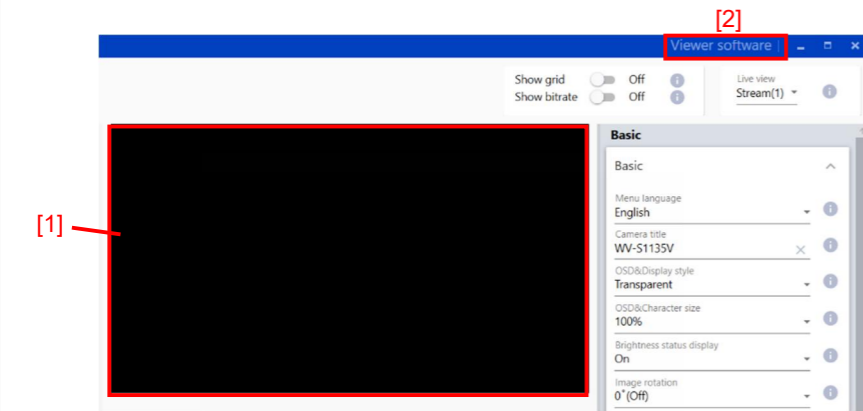 [2]
Viewer software
Show grid Off
Show bitrate Off
Live view
Stream(1)
[1]
Basic
Basic
Menu language
English
Camera title
WV-S1135V
OSD&Display style
Transparent
OSD&Character size
100%
Brightness status display
On
Image rotation
0˚(Off)